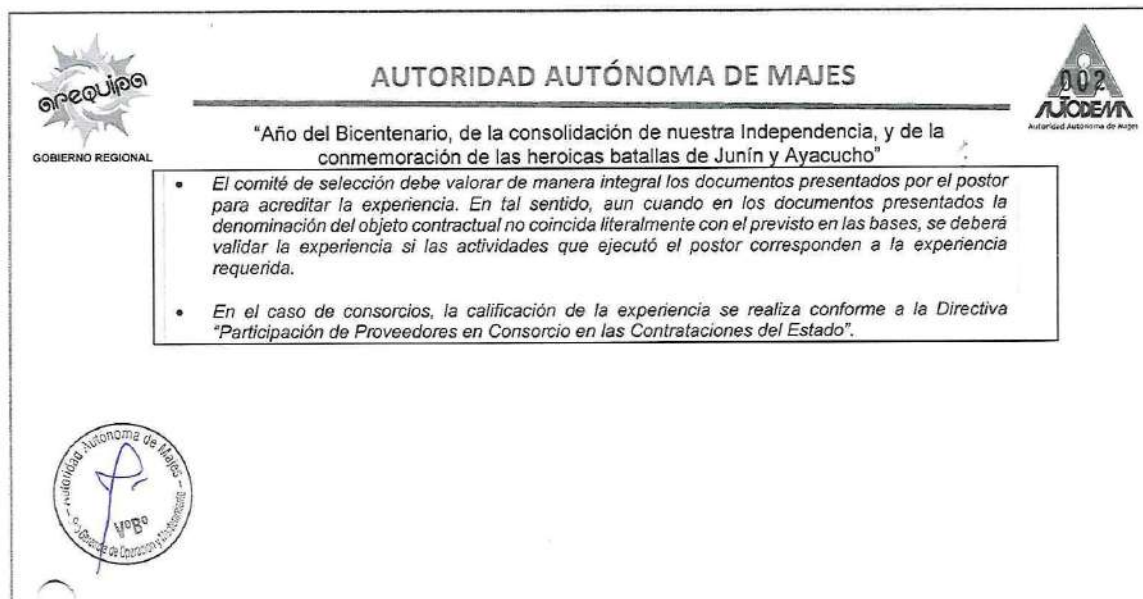 arequipa
GOBIERNO REGIONAL
AUTORIDAD AUTÓNOMA DE MAJES
002
AUTODEMA
Autoridad Autónoma de Majes
"Año del Bicentenario, de la consolidación de nuestra Independencia, y de la
conmemoración de las heroicas batallas de Junín y Ayacucho"
• El comité de selección debe valorar de manera integral los documentos presentados por el postor
para acreditar la experiencia. En tal sentido, aun cuando en los documentos presentados la
denominación del objeto contractual no coincida literalmente con el previsto en las bases, se deberá
validar la experiencia si las actividades que ejecutó el postor corresponden a la experiencia
requerida.
• En el caso de consorcios, la calificación de la experiencia se realiza conforme a la Directiva
"Participación de Proveedores en Consorcio en las Contrataciones del Estado".
Autoridad Autonoma de Majes
VºBº
Gerencia de Operación y Mantenimiento